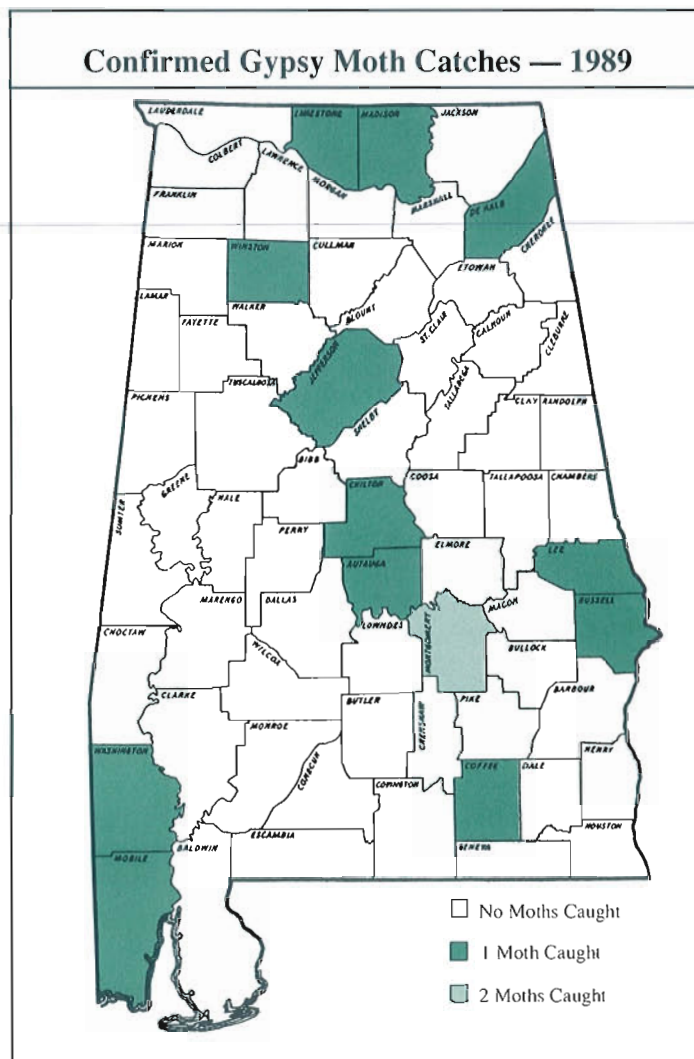 Confirmed Gypsy Moth Catches — 1989
LAUDERDALE
LIMESTONE
MADISON
JACKSON
COLBERT
LAWRENCE
MORGAN
FRANKLIN
MARSHALL
DE KALB
CHEROKEE
MARION
WINSTON
CULLMAN
ETOWAH
LAMAR
WALKER
BLOUNT
FAYETTE
ST. CLAIR
CALHOUN
CLEBURNE
JEFFERSON
TUSCALOOSA
TALLADEGA
PICKENS
CLAY
RANDOLPH
SHELBY
BIBB
GREENE
HALE
CHILTON
COOSA
TALLAPOOSA
CHAMBERS
SUMTER
PERRY
AUTAUGA
ELMORE
LEE
MARENGO
DALLAS
MACON
RUSSELL
CHOCTAW
LOWNDES
MONTGOMERY
BULLOCK
WILCOX
CLARKE
BUTLER
PIKE
BARBOUR
MONROE
CRENSHAW
WASHINGTON
CONECUH
COVINGTON
COFFEE
DALE
HENRY
MOBILE
BALDWIN
ESCAMBIA
GENEVA
HOUSTON
No Moths Caught
1 Moth Caught
2 Moths Caught